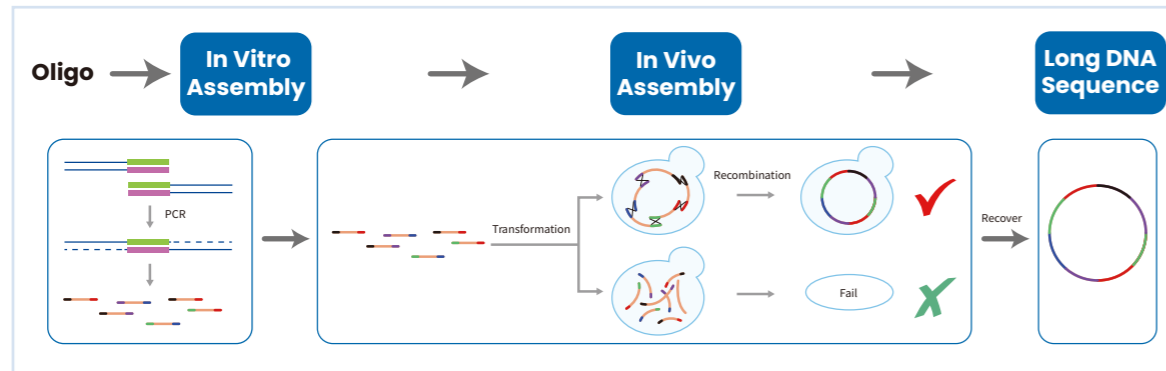 Oligo
In Vitro
Assembly
In Vivo
Assembly
Long DNA
Sequence
PCR
Transformation
Recombination
Fail
Recover